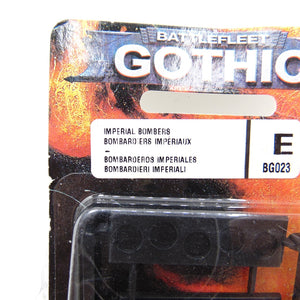 BATTLEFLEET
GOTHIC
IMPERIAL BOMBERS
BOMBARDIERS IMPERIAUX
BOMBARDEROS IMPERIALES
BOMBARDIERI IMPERIALI
E
BG023